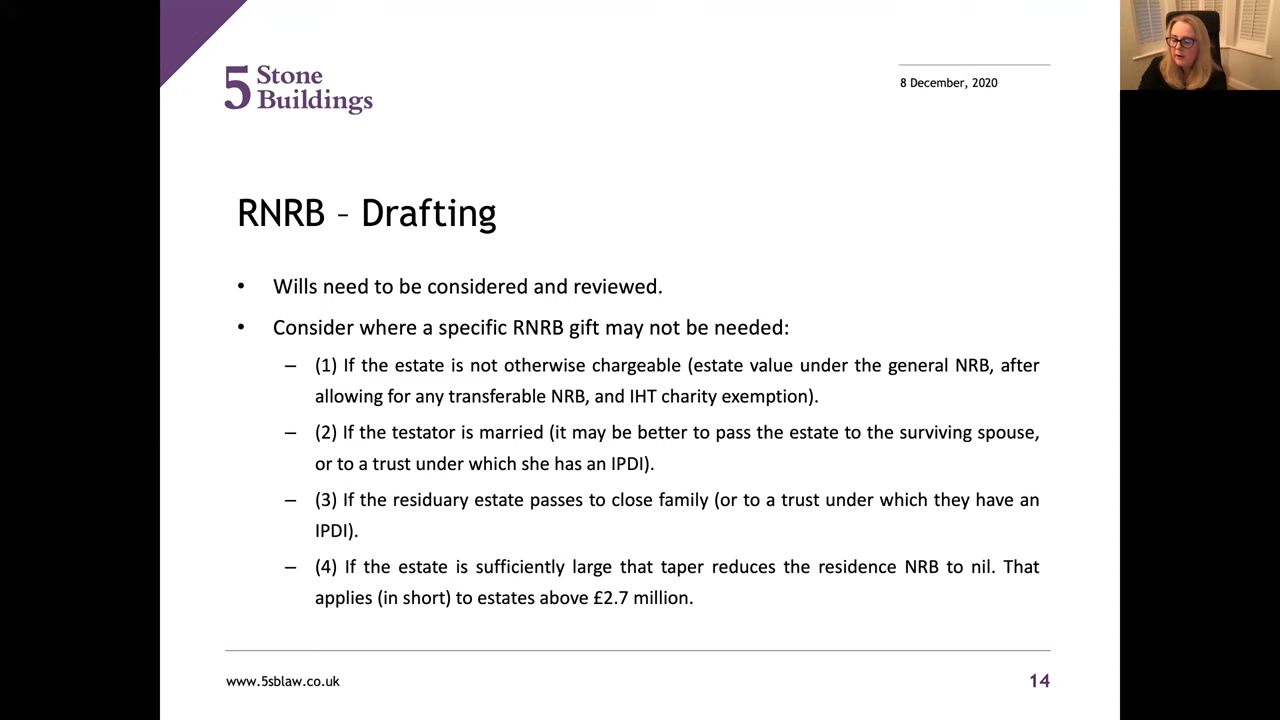 5 Stone
Buildings
8 December, 2020
RNRB – Drafting
• Wills need to be considered and reviewed.
• Consider where a specific RNRB gift may not be needed:
– (1) If the estate is not otherwise chargeable (estate value under the general NRB, after
allowing for any transferable NRB, and IHT charity exemption).
– (2) If the testator is married (it may be better to pass the estate to the surviving spouse,
or to a trust under which she has an IPDI).
– (3) If the residuary estate passes to close family (or to a trust under which they have an
IPDI).
– (4) If the estate is sufficiently large that taper reduces the residence NRB to nil. That
applies (in short) to estates above £2.7 million.
www.5sblaw.co.uk
14